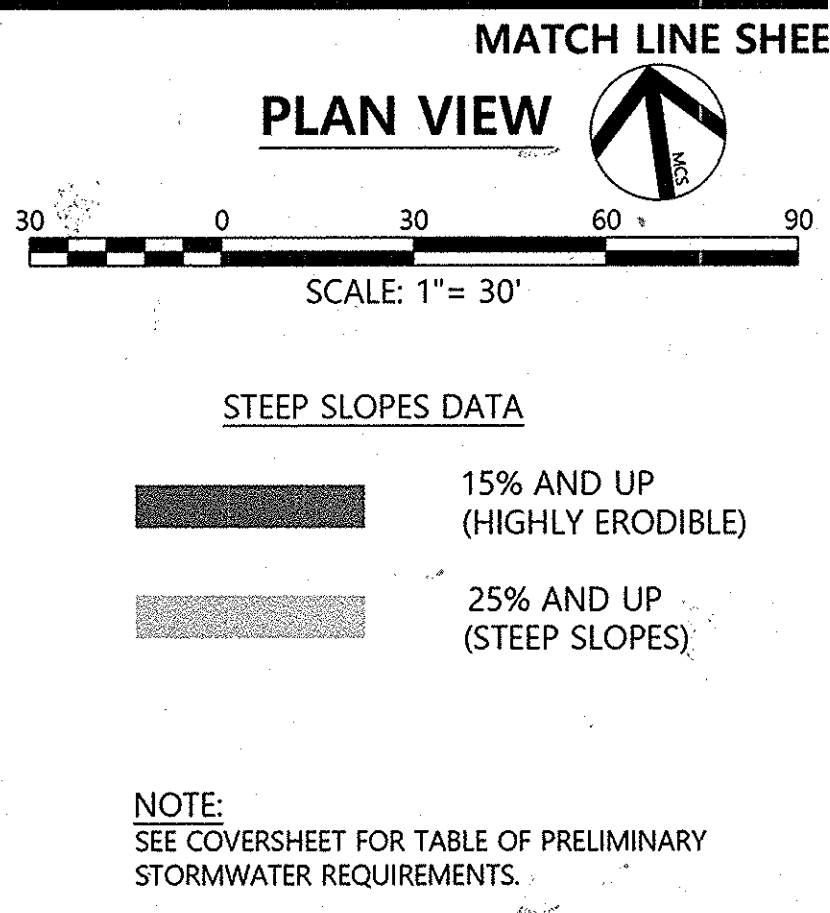 MATCH LINE SHEE
PLAN VIEW
MCS
30 0 30 60 90
SCALE: 1"= 30'
STEEP SLOPES DATA
15% AND UP
(HIGHLY ERODIBLE)
25% AND UP
(STEEP SLOPES)
NOTE:
SEE COVERSHEET FOR TABLE OF PRELIMINARY
STORMWATER REQUIREMENTS.